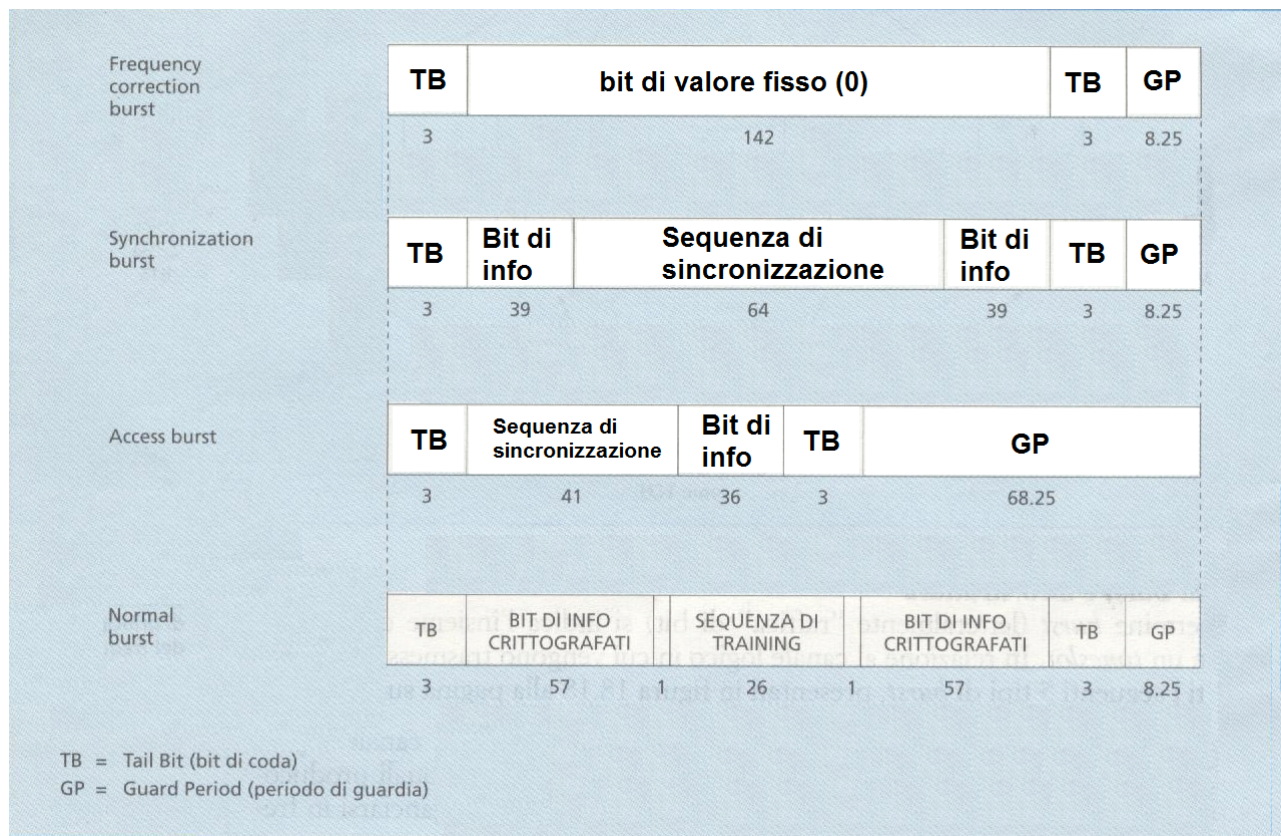 Frequency
correction
burst
TB
bit di valore fisso (0)
TB
GP
3
142
3
8.25
Synchronization
burst
TB
Bit di
info
Sequenza di
sincronizzazione
Bit di
info
TB
GP
3
39
64
39
3
8.25
Access burst
TB
Sequenza di
sincronizzazione
Bit di
info
TB
GP
3
41
36
3
68.25
Normal
burst
TB
BIT DI INFO
CRITTOGRAFATI
SEQUENZA DI
TRAINING
BIT DI INFO
CRITTOGRAFATI
TB
GP
3
57
1
26
1
57
3
8.25
TB = Tail Bit (bit di coda)
GP = Guard Period (periodo di guardia)